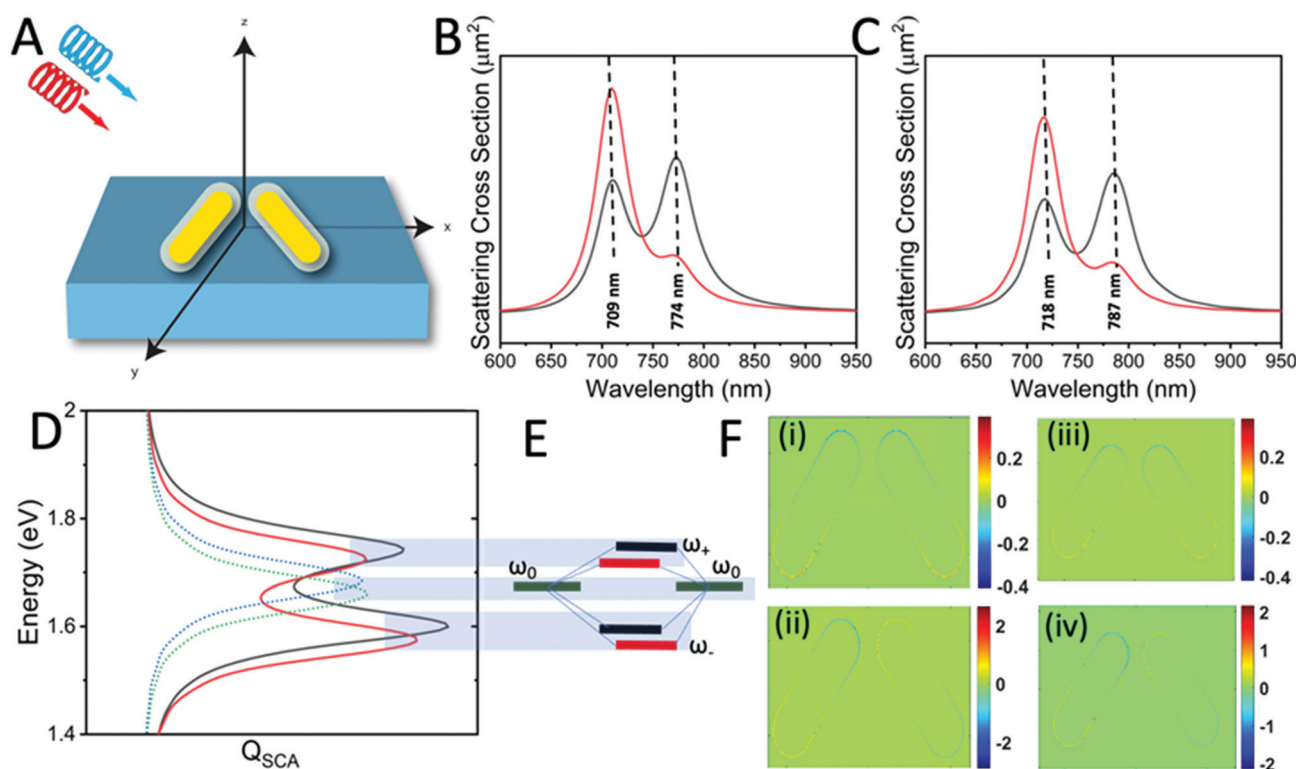 A
z
x
y
B
Scattering Cross Section (μm²)
709 nm
774 nm
600 650 700 750 800 850 900 950
Wavelength (nm)
C
Scattering Cross Section (μm²)
718 nm
787 nm
600 650 700 750 800 850 900 950
Wavelength (nm)
D
Energy (eV)
2
1.8
1.6
1.4
Q_SCA
E
ω₊
ω₀
ω₀
ω₋
F
(i)
0.2
0
-0.2
-0.4
(iii)
0.2
0
-0.2
-0.4
(ii)
2
0
-2
(iv)
2
1
0
-1
-2